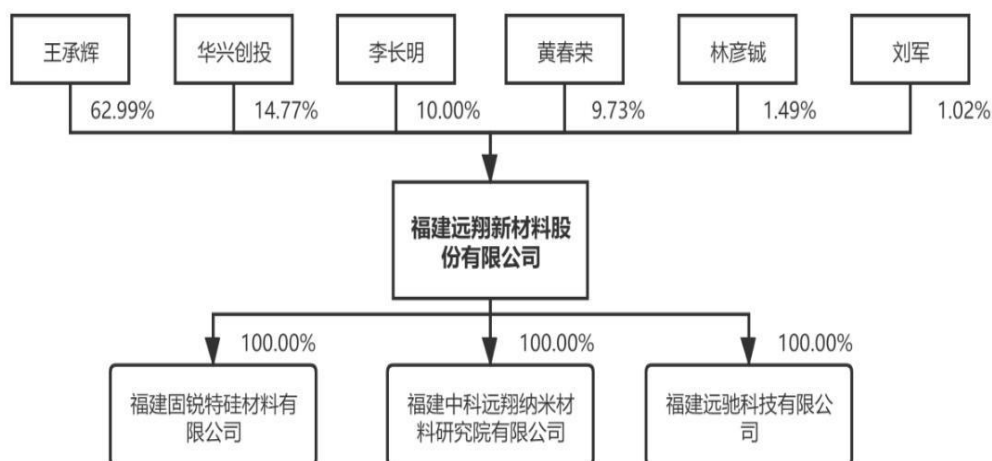 王承辉
华兴创投
李长明
黄春荣
林彦铖
刘军
62.99%
14.77%
10.00%
9.73%
1.49%
1.02%
福建远翔新材料股
份有限公司
100.00%
100.00%
100.00%
福建固锐特硅材料有
限公司
福建中科远翔纳米材
料研究院有限公司
福建远驰科技有限公
司